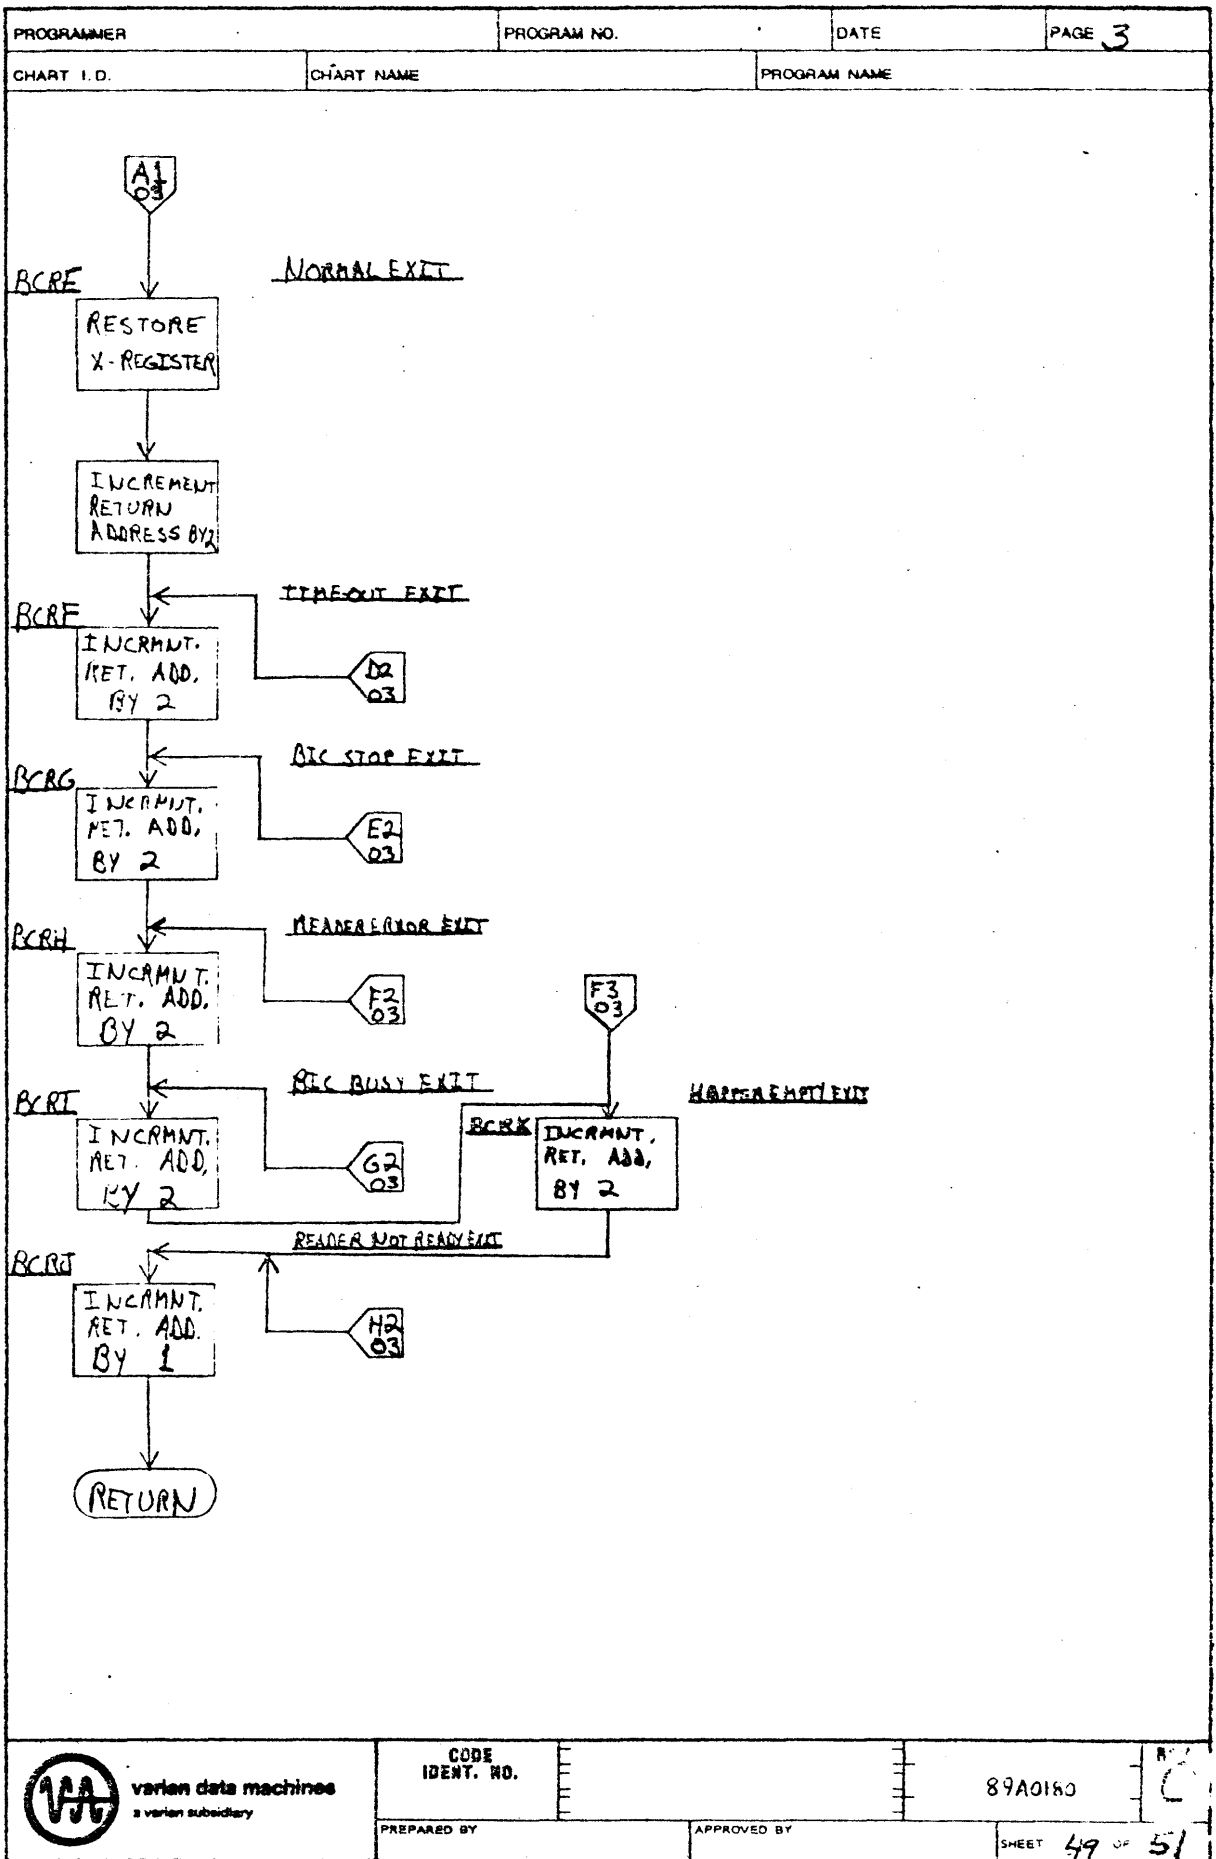 PROGRAMMER
PROGRAM NO.
DATE
PAGE 3
CHART I.D.
CHART NAME
PROGRAM NAME
A1
03
BCRE
NORMAL EXIT
RESTORE
X-REGISTER
INCREMENT
RETURN
ADDRESS BY 2
TIMEOUT EXIT
BCRF
INCRMNT.
RET. ADD.
BY 2
D2
03
BIC STOP EXIT
BCRG
INCRMNT.
RET. ADD.
BY 2
E2
03
READER ERROR EXIT
BCRH
INCRMNT.
RET. ADD.
BY 2
F2
03
F3
03
BIC BUSY EXIT
HOPPER EMPTY EXIT
BCRI
INCRMNT.
RET. ADD.
BY 2
G2
03
BCRX
INCRMNT.
RET. ADD.
BY 2
READER NOT READY EXIT
BCRJ
INCRMNT.
RET. ADD.
BY 1
H2
03
RETURN
varian data machines
a varian subsidiary
CODE
IDENT. NO.
89A0180
C
PREPARED BY
APPROVED BY
SHEET 49 OF 51